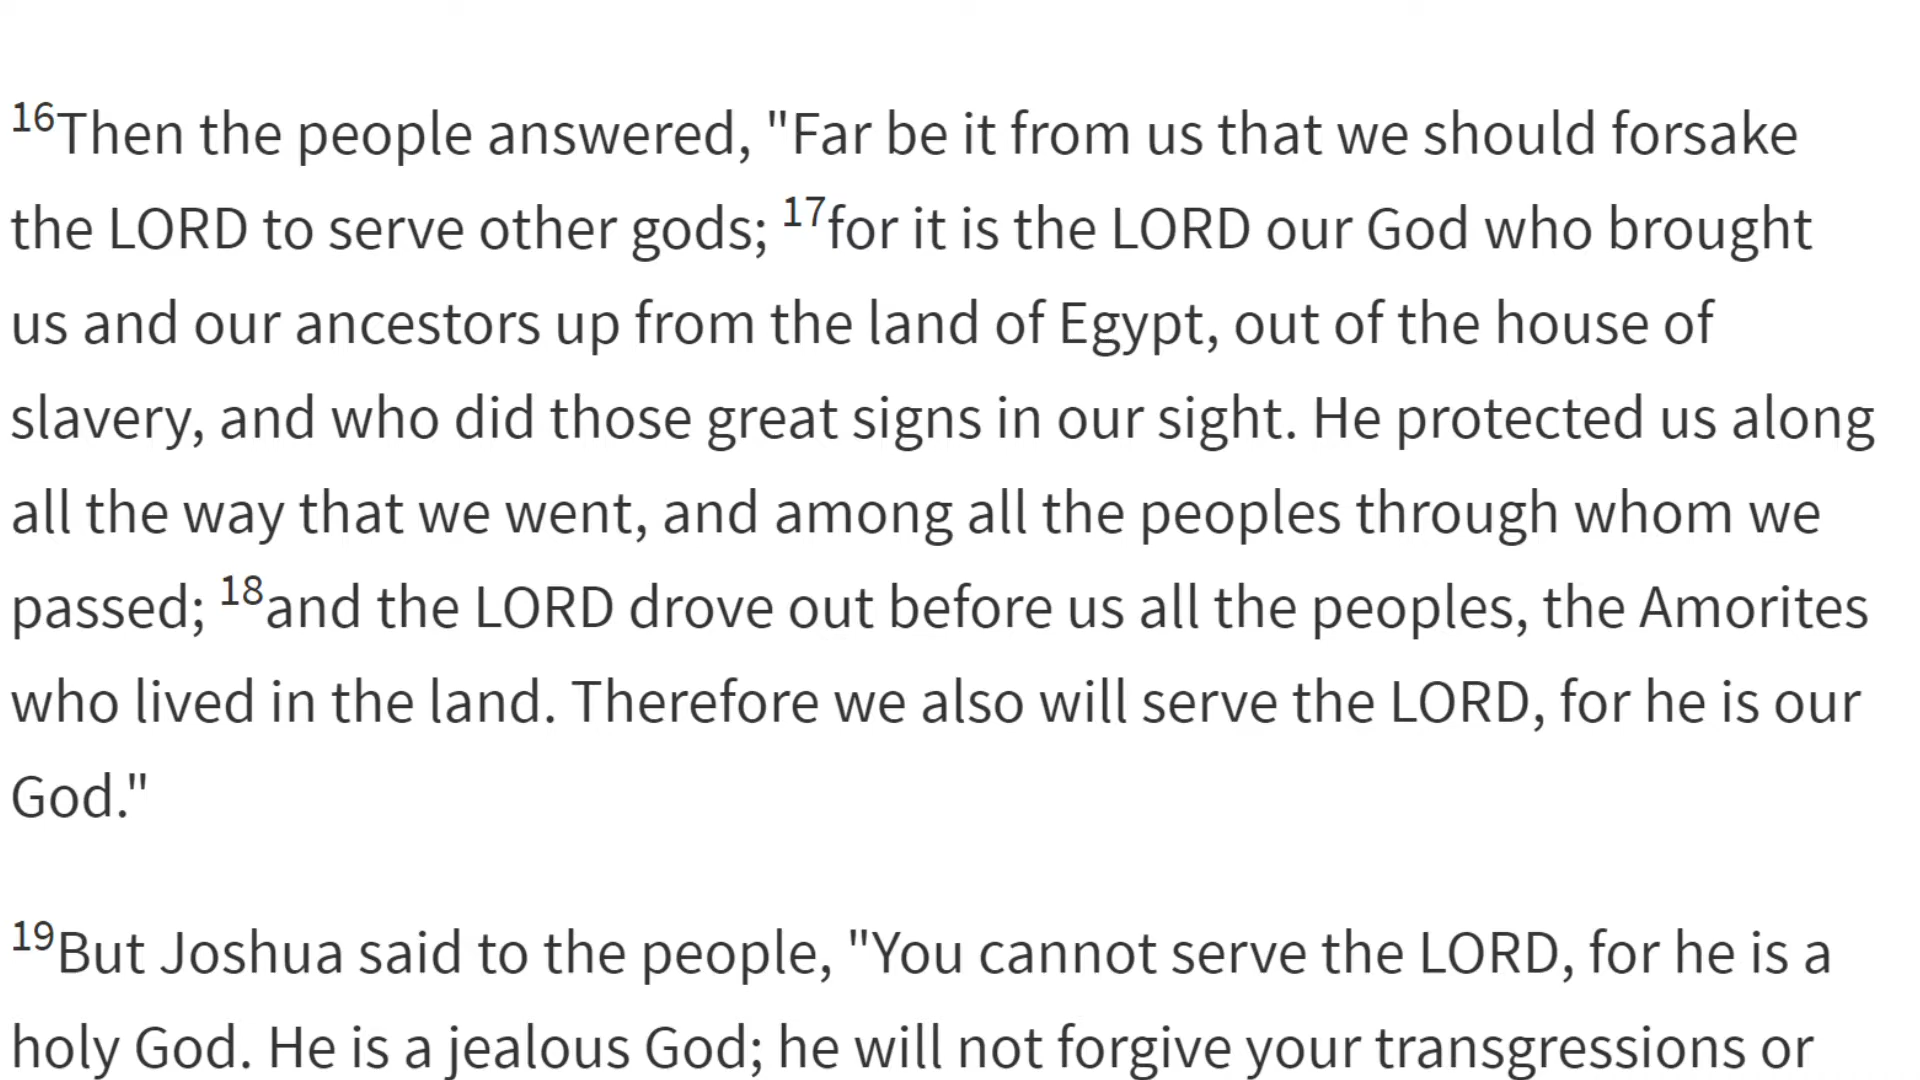 16Then the people answered, "Far be it from us that we should forsake
the LORD to serve other gods; 17for it is the LORD our God who brought
us and our ancestors up from the land of Egypt, out of the house of
slavery, and who did those great signs in our sight. He protected us along
all the way that we went, and among all the peoples through whom we
passed; 18and the LORD drove out before us all the peoples, the Amorites
who lived in the land. Therefore we also will serve the LORD, for he is our
God."
19But Joshua said to the people, "You cannot serve the LORD, for he is a
holy God. He is a jealous God; he will not forgive your transgressions or